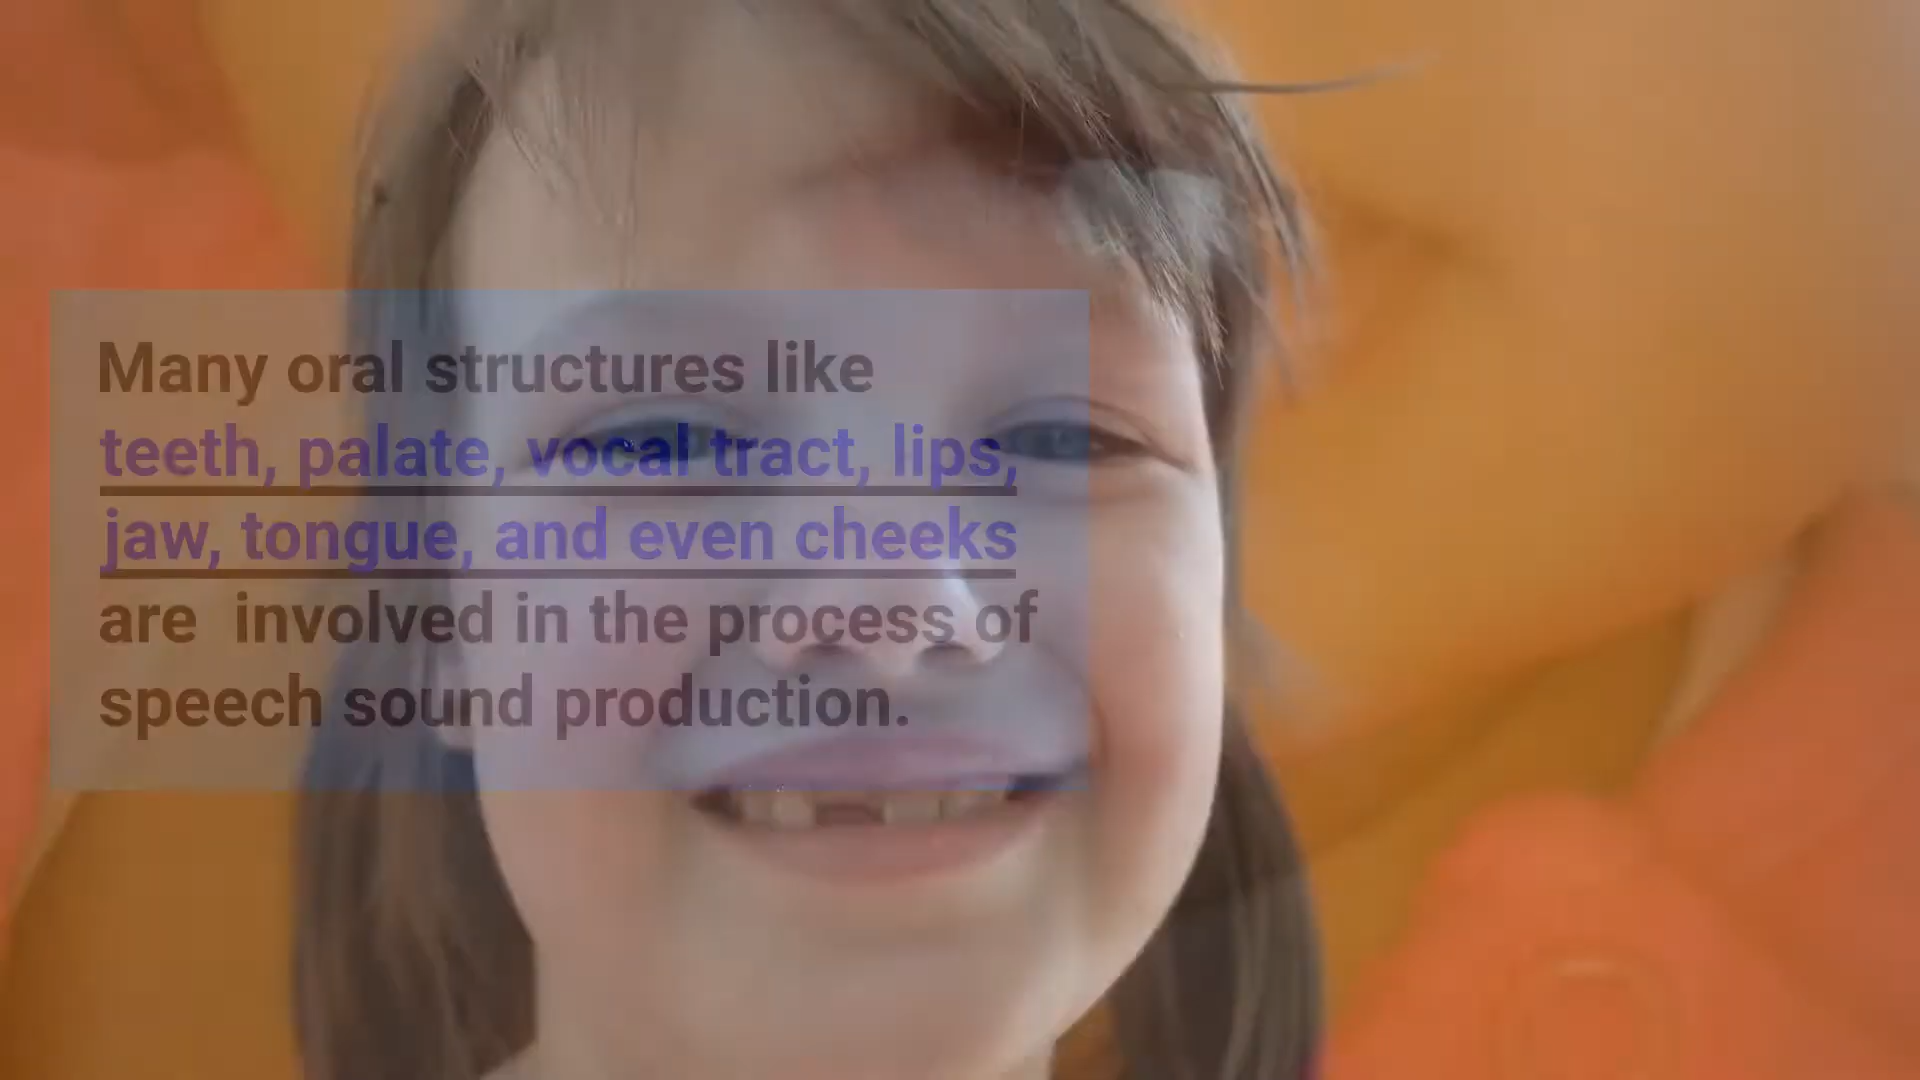 Many oral structures like
teeth, palate, vocal tract, lips,
jaw, tongue, and even cheeks
are  involved in the process of
speech sound production.